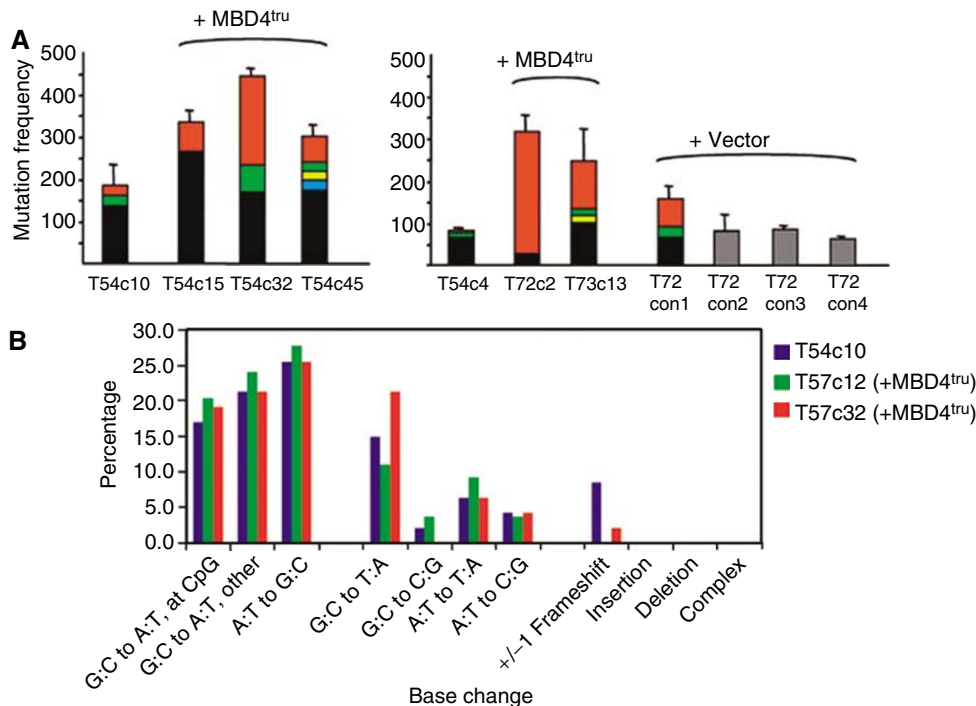 A
+ MBD4tru
500
400
300
200
100
Mutation frequency
T54c10
T54c15
T54c32
T54c45
+ MBD4tru
+ Vector
500
400
300
200
100
T54c4
T72c2
T73c13
T72 con1
T72 con2
T72 con3
T72 con4
B
30.0
25.0
20.0
15.0
10.0
5.0
0.0
Percentage
T54c10
T57c12 (+MBD4tru)
T57c32 (+MBD4tru)
G:C to A:T, at CpG
G:C to A:T, other
A:T to G:C
G:C to T:A
G:C to C:G
A:T to T:A
A:T to C:G
+/−1 Frameshift
Insertion
Deletion
Complex
Base change